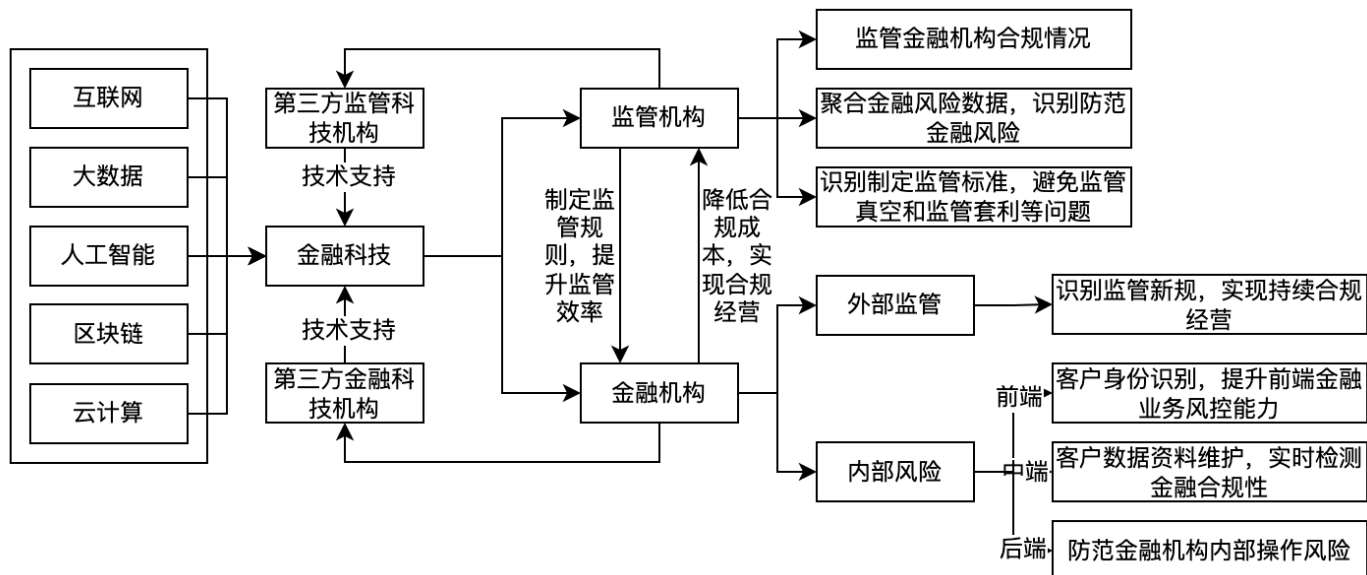 互联网
大数据
人工智能
区块链
云计算
第三方监管科
技机构
技术支持
金融科技
技术支持
第三方金融科
技机构
监管机构
制定监
管规
则，提
升监管
效率
降低合
规成
本，实
现合规
经营
金融机构
监管金融机构合规情况
聚合金融风险数据，识别防范
金融风险
识别制定监管标准，避免监管
真空和监管套利等问题
外部监管
识别监管新规，实现持续合规
经营
内部风险
前端
客户身份识别，提升前端金融
业务风控能力
中端
客户数据资料维护，实时检测
金融合规性
后端
防范金融机构内部操作风险